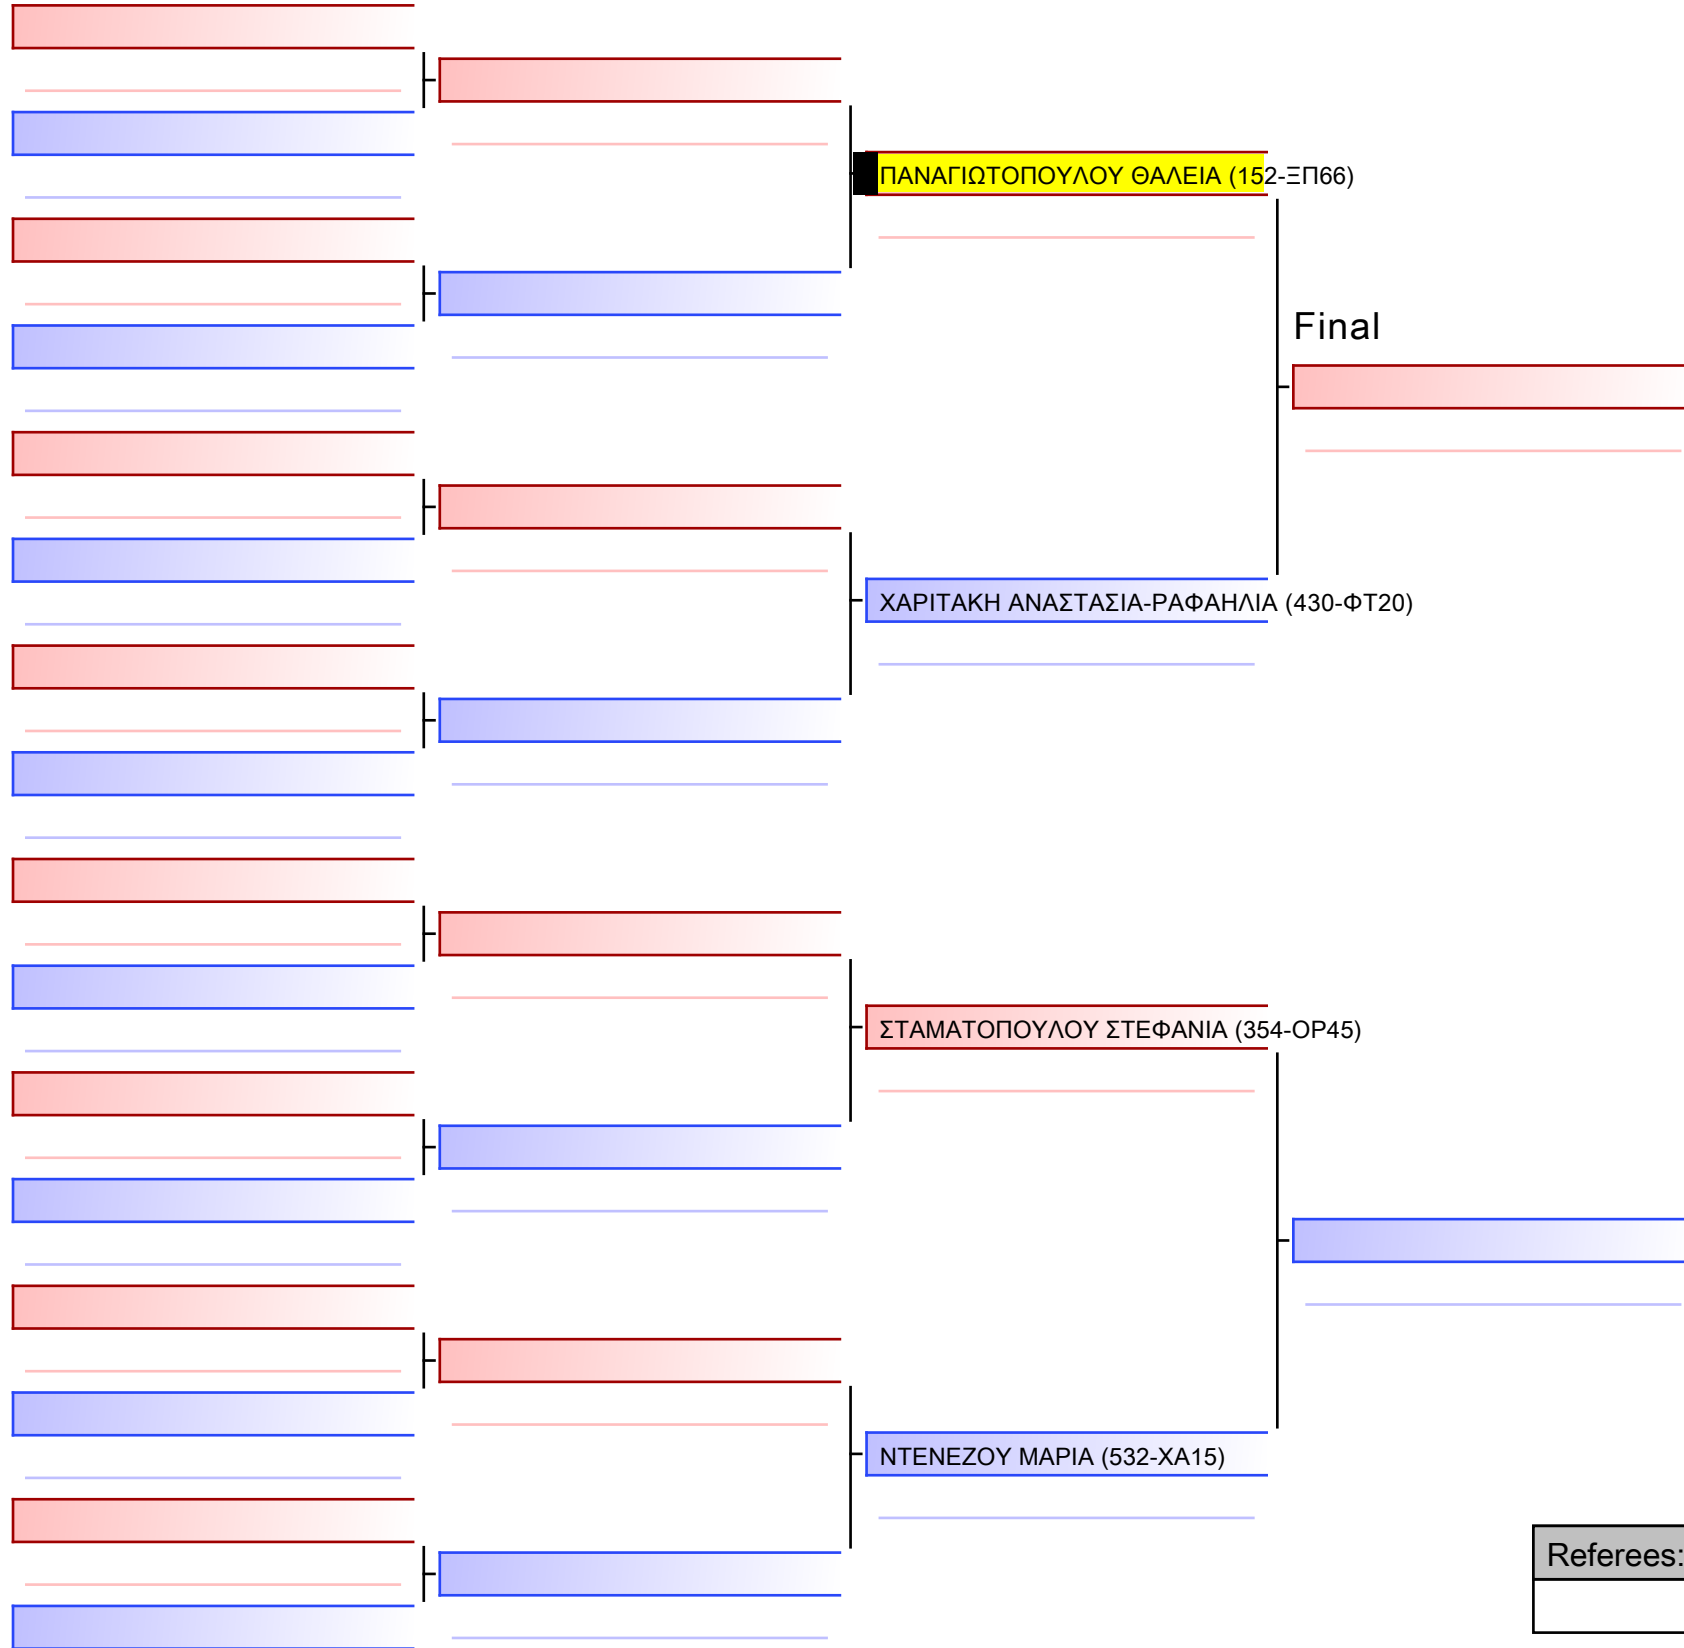 ΠΑΝΑΓΙΩΤΟΠΟΥΛΟΥ ΘΑΛΕΙΑ (152-ΞΠ66)
Final
ΧΑΡΙΤΑΚΗ ΑΝΑΣΤΑΣΙΑ-ΡΑΦΑΗΛΙΑ (430-ΦΤ20)
ΣΤΑΜΑΤΟΠΟΥΛΟΥ ΣΤΕΦΑΝΙΑ (354-ΟΡ45)
ΝΤΕΝΕΖΟΥ ΜΑΡΙΑ (532-ΧΑ15)
Referees: